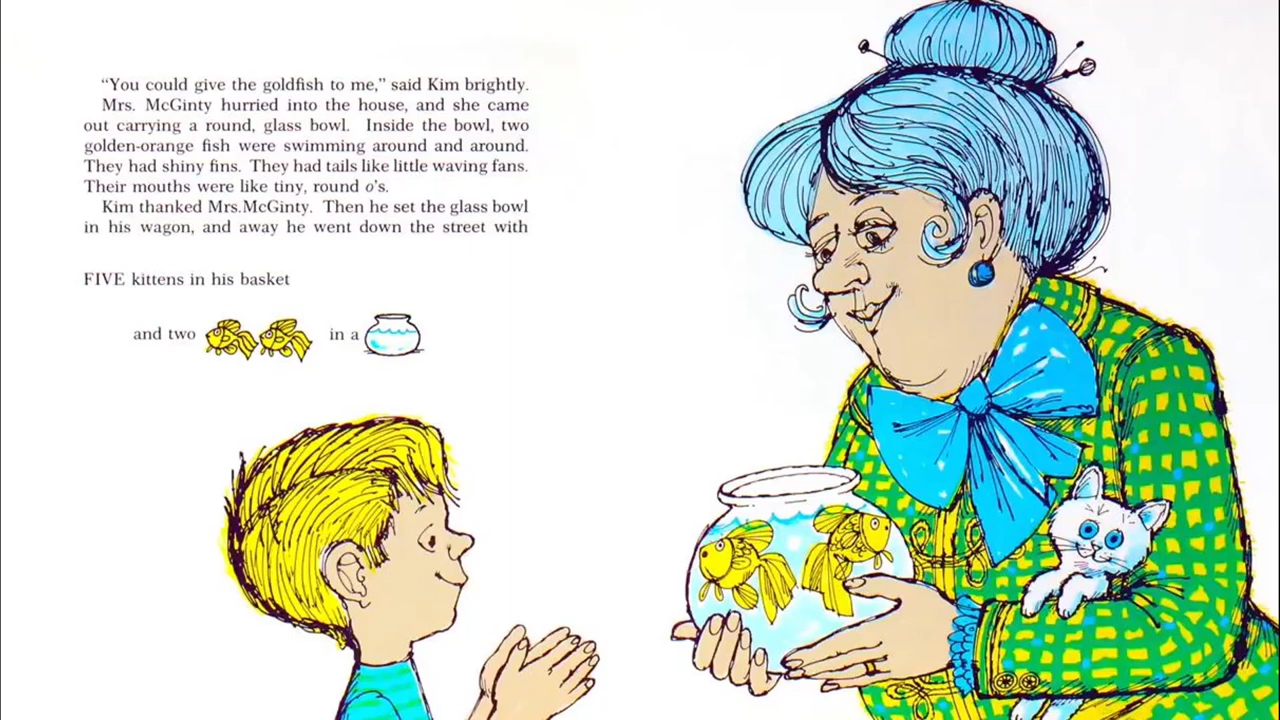 “You could give the goldfish to me,” said Kim brightly.
Mrs. McGinty hurried into the house, and she came
out carrying a round, glass bowl. Inside the bowl, two
golden-orange fish were swimming around and around.
They had shiny fins. They had tails like little waving fans.
Their mouths were like tiny, round o’s.
Kim thanked Mrs.McGinty. Then he set the glass bowl
in his wagon, and away he went down the street with
FIVE kittens in his basket
and two in a